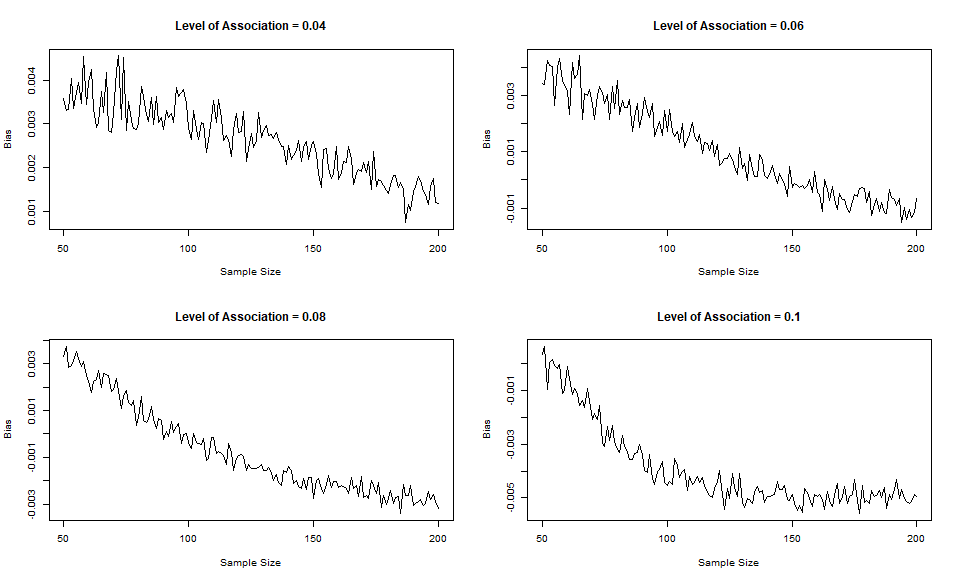 Level of Association = 0.04
Bias
0.004
0.003
0.002
0.001
50 100 150 200
Sample Size
Level of Association = 0.06
Bias
0.003
0.001
-0.001
50 100 150 200
Sample Size
Level of Association = 0.08
Bias
0.003
0.001
-0.001
-0.003
50 100 150 200
Sample Size
Level of Association = 0.1
Bias
-0.001
-0.003
-0.005
50 100 150 200
Sample Size